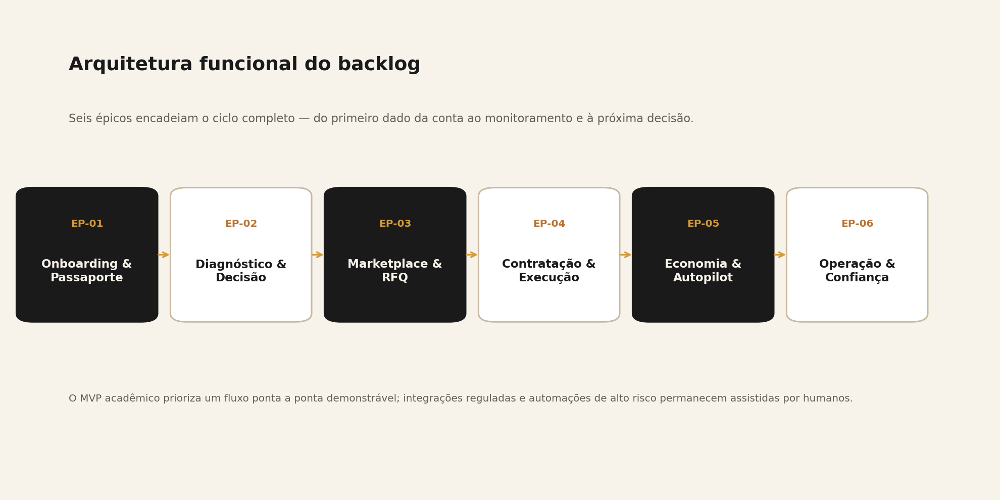 Arquitetura funcional do backlog
Seis épicos encadeiam o ciclo completo — do primeiro dado da conta ao monitoramento e à próxima decisão.
EP-01
Onboarding &
Passaporte
EP-02
Diagnóstico &
Decisão
EP-03
Marketplace &
RFQ
EP-04
Contratação &
Execução
EP-05
Economia &
Autopilot
EP-06
Operação &
Confiança
O MVP acadêmico prioriza um fluxo ponta a ponta demonstrável; integrações reguladas e automações de alto risco permanecem assistidas por humanos.